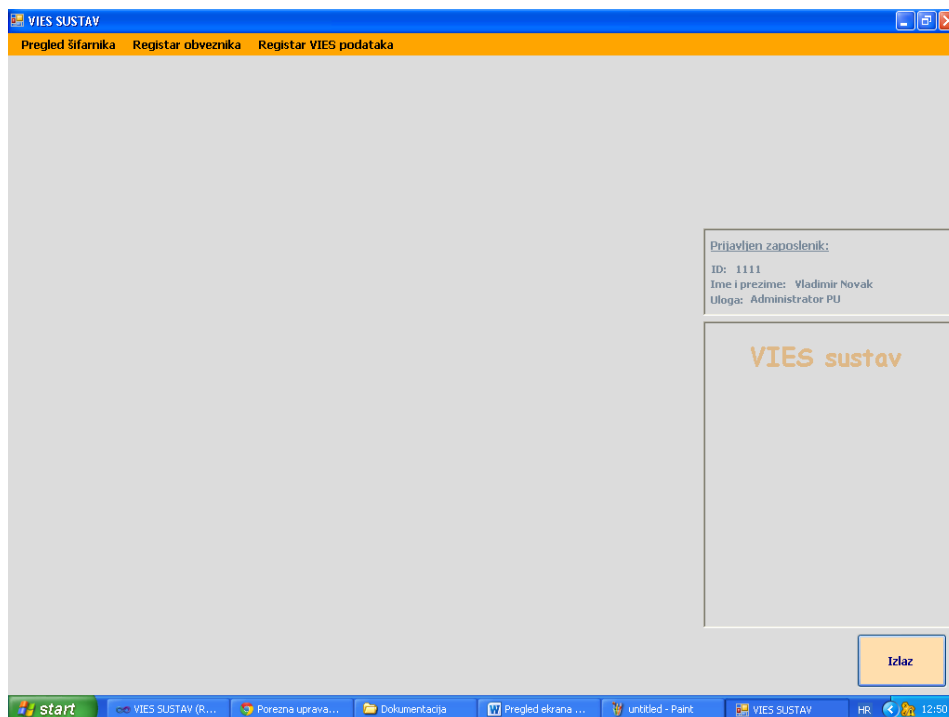 VIES SUSTAV
Pregled šifarnika Registar obveznika Registar VIES podataka
Prijavljen zaposlenik:
ID: 1111
Ime i prezime: Vladimir Novak
Uloga: Administrator PU
VIES sustav
Izlaz
start VIES SUSTAV (R... Porezna uprava... Dokumentacija Pregled ekrana ... untitled - Paint VIES SUSTAV HR 12:50